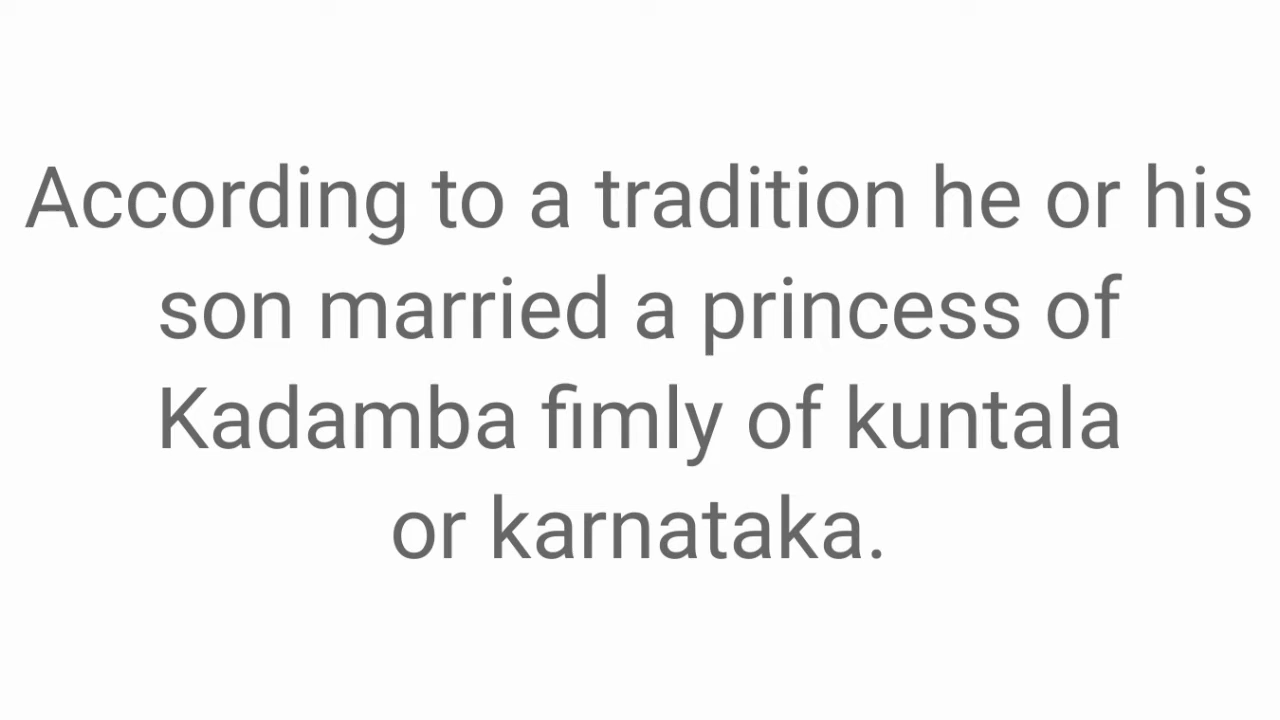 According to a tradition he or his
son married a princess of
Kadamba fimly of kuntala
or karnataka.